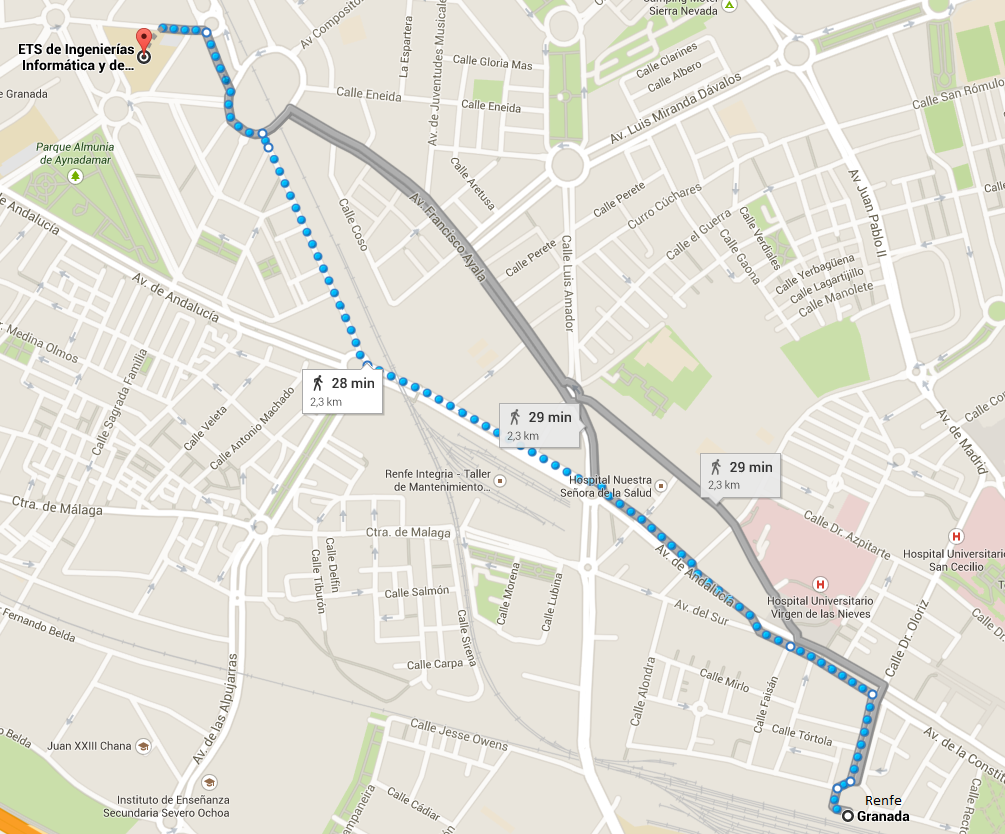 Camping Motel
Sierra Nevada
ETS de Ingenierías
Informática y de...
Av Compositor
La Espartera
Av. de Juventudes Musicales
Calle Gloria Mas
Calle Clarines
Calle Albero
Calle San Rómulo
e Granada
Calle Eneida
Calle Eneida
Av. Luis Miranda Dávalos
Parque Almunia
de Aynadamar
Calle Aretusa
Calle Perete
Curro Cúchares
Av Juan Pablo II
e Andalucía
Calle Coso
Av. Francisco Ayala
Calle Perete
Calle el Guerra
Calle Verdiales
Calle Gaona
Calle Yerbagüena
Calle Lagartijillo
Calle Manolete
Av. de Andalucía
Calle Luis Amador
Medina Olmos
Calle Sagrada Familia
28 min
2,3 km
Calle Veleta
Calle Antonio Machado
29 min
2,3 km
Av. de Madrid
Renfe Integria - Taller
de Mantenimiento...
Hospital Nuestra
Señora de la Salud
29 min
2,3 km
Ctra. de Málaga
Ctra. de Malaga
Calle Dr. Azpitarte
Hospital Universitario
San Cecilio
Calle Delfín
Calle Tiburón
Calle Salmón
Calle Morena
Calle Lubina
Av. de Andalucía
Av. del Sur
Hospital Universitario
Virgen de las Nieves
Fernando Belda
Calle Sirena
Calle Carpa
Calle Dr. Oloriz
Calle Alondra
Calle Mirlo
Calle Faisán
Calle Tórtola
Av. de las Alpujarras
Juan XXIII Chana
Calle Jesse Owens
Av. de la Constit
Instituto de Enseñanza
Secundaria Severo Ochoa
Calle Cádiar
Renfe
Granada